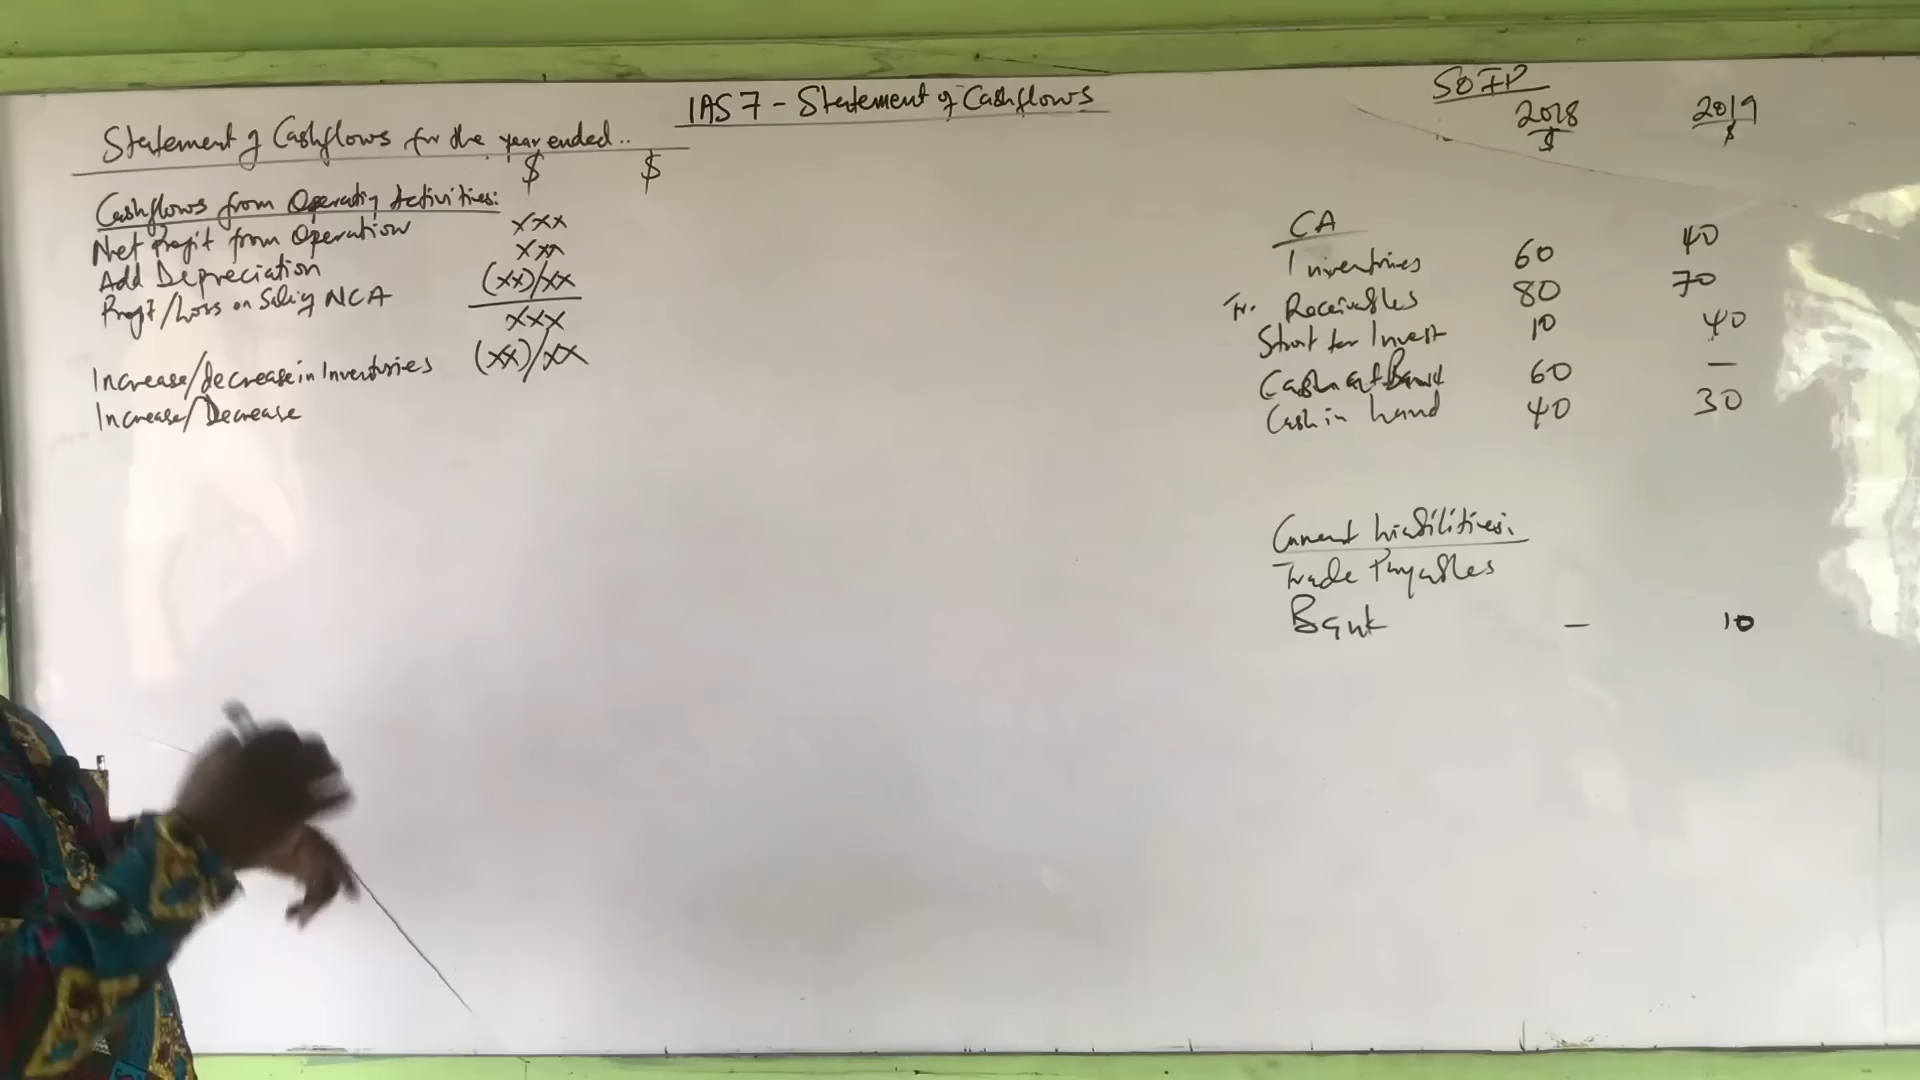 IAS 7 - Statement of Cashflows
Statement of Cashflows for the year ended..
$ $
Cashflows from Operating Activities:
Net Profit from Operation xxx
Add Depreciation xxx
Profit/Loss on Selling NCA (xx)/xx
xxx
Increase/decrease in Inventories (xx)/xx
Increase/Decrease
SOFP
2018 2019
$ $
CA
Inventories 60 40
Tr. Receivables 80 70
Short ter Invest 10 40
Cash at Bank 60 —
Cash in hand 40 30
Current Liabilities:
Trade Payables
Bank — 10